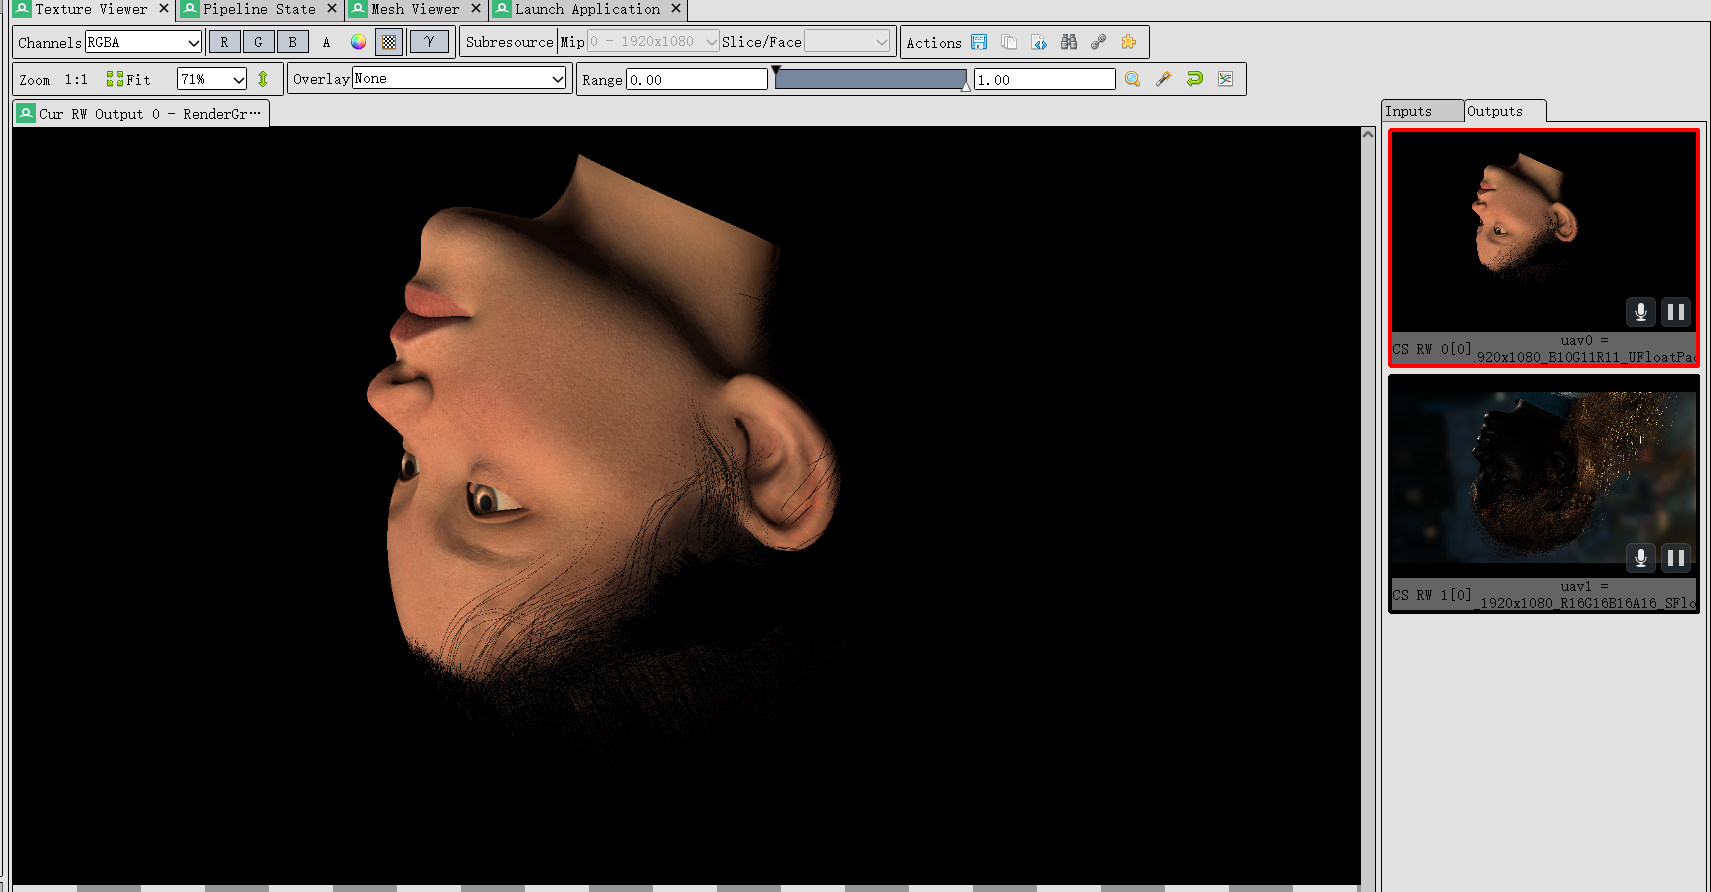 Texture Viewer ✕ Pipeline State ✕ Mesh Viewer ✕ Launch Application ✕
Channels RGBA R G B A γ Subresource Mip 0 - 1920x1080 Slice/Face Actions
Zoom 1:1 Fit 71% Overlay None Range 0.00 1.00
Cur RW Output 0 - RenderGr⋯
Inputs Outputs
CS RW 0[0] uav0 =
.920x1080_B10G11R11_UFloatPac
CS RW 1[0] uav1 =
_1920x1080_R16G16B16A16_SFlo